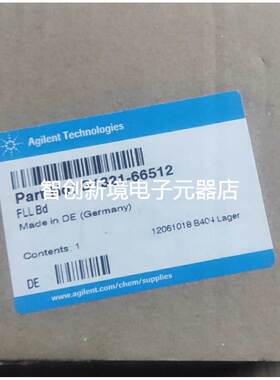 Agilent Technologies
Part No. G1321-66512
智创新境电子元器店
FLL Bd
Made in DE (Germany)
Contents: 1
12061018 B404 Lager
DE
www.agilent.com/chem/supplies